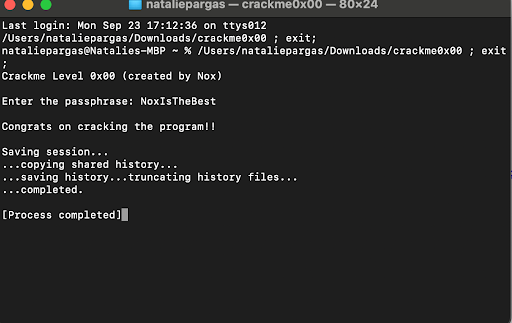 nataliepargas — crackme0x00 — 80×24
Last login: Mon Sep 23 17:12:36 on ttys012
/Users/nataliepargas/Downloads/crackme0x00 ; exit;
nataliepargas@Natalies-MBP ~ % /Users/nataliepargas/Downloads/crackme0x00 ; exit
;
Crackme Level 0x00 (created by Nox)
Enter the passphrase: NoxIsTheBest
Congrats on cracking the program!!
Saving session...
...copying shared history...
...saving history...truncating history files...
...completed.
[Process completed]